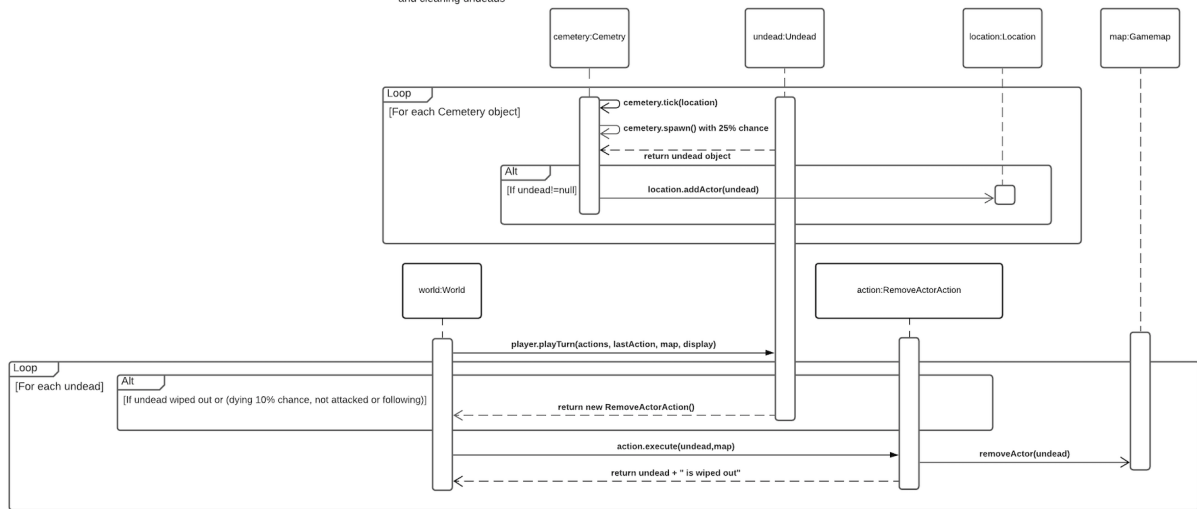 and cleaning undeads
cemetery:Cemetry
undead:Undead
location:Location
map:Gamemap
Loop
[For each Cemetery object]
cemetery.tick(location)
cemetery.spawn() with 25% chance
return undead object
Alt
[If undead!=null]
location.addActor(undead)
world:World
action:RemoveActorAction
player.playTurn(actions, lastAction, map, display)
Loop
[For each undead]
Alt
[If undead wiped out or (dying 10% chance, not attacked or following)]
return new RemoveActorAction()
action.execute(undead,map)
removeActor(undead)
return undead + " is wiped out"